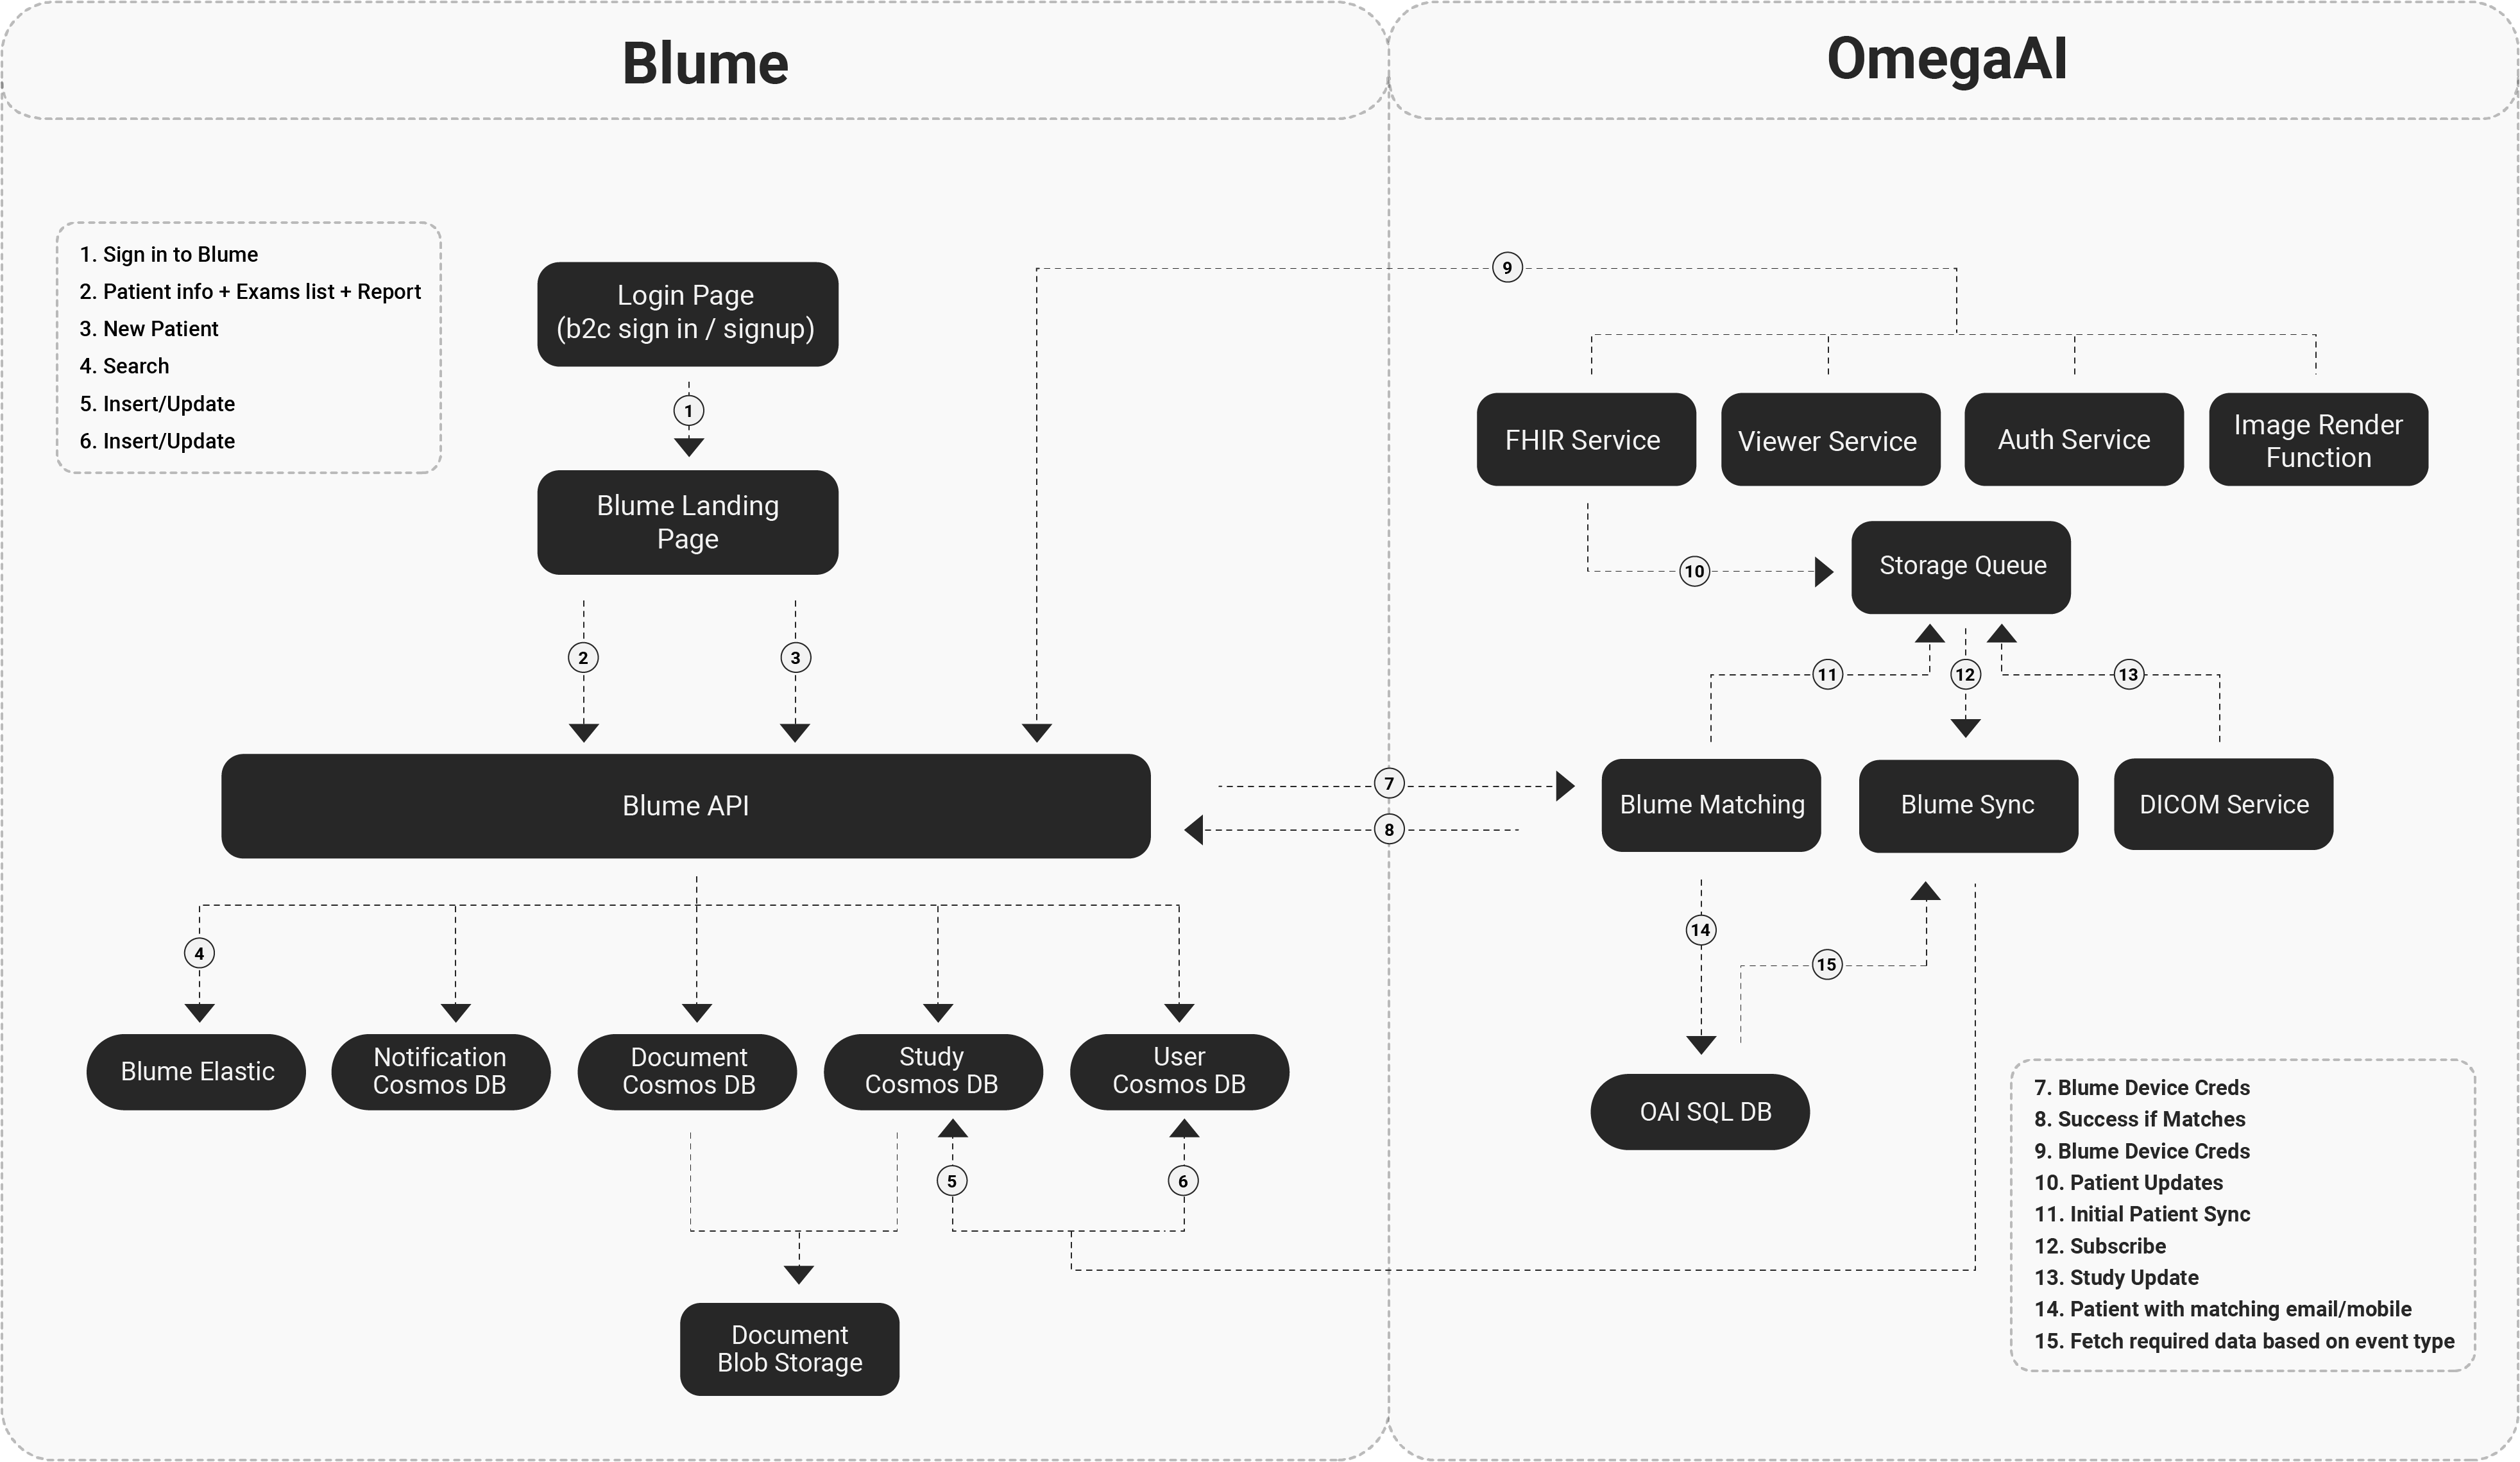 Blume
OmegaAI
1. Sign in to Blume
2. Patient info + Exams list + Report
3. New Patient
4. Search
5. Insert/Update
6. Insert/Update
Login Page
(b2c sign in / signup)
1
Blume Landing
Page
2
3
9
FHIR Service
Viewer Service
Auth Service
Image Render
Function
10
Storage Queue
11
12
13
Blume API
7
8
Blume Matching
Blume Sync
DICOM Service
4
14
15
Blume Elastic
Notification
Cosmos DB
Document
Cosmos DB
Study
Cosmos DB
User
Cosmos DB
OAI SQL DB
5
6
Document
Blob Storage
7. Blume Device Creds
8. Success if Matches
9. Blume Device Creds
10. Patient Updates
11. Initial Patient Sync
12. Subscribe
13. Study Update
14. Patient with matching email/mobile
15. Fetch required data based on event type